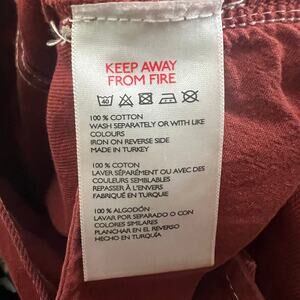 KEEP AWAY
FROM FIRE
40
100 % COTTON
WASH SEPARATELY OR WITH LIKE
COLOURS
IRON ON REVERSE SIDE
MADE IN TURKEY
100 % COTON
LAVER SÉPARÉMENT OU AVEC DES
COULEURS SEMBLABLES
REPASSER À L'ENVERS
FABRIQUÉ EN TURQUIE
100 % ALGODÓN
LAVAR POR SEPARADO O CON
COLORES SIMILARES
PLANCHAR EN EL REVERSO
HECHO EN TURQUÍA